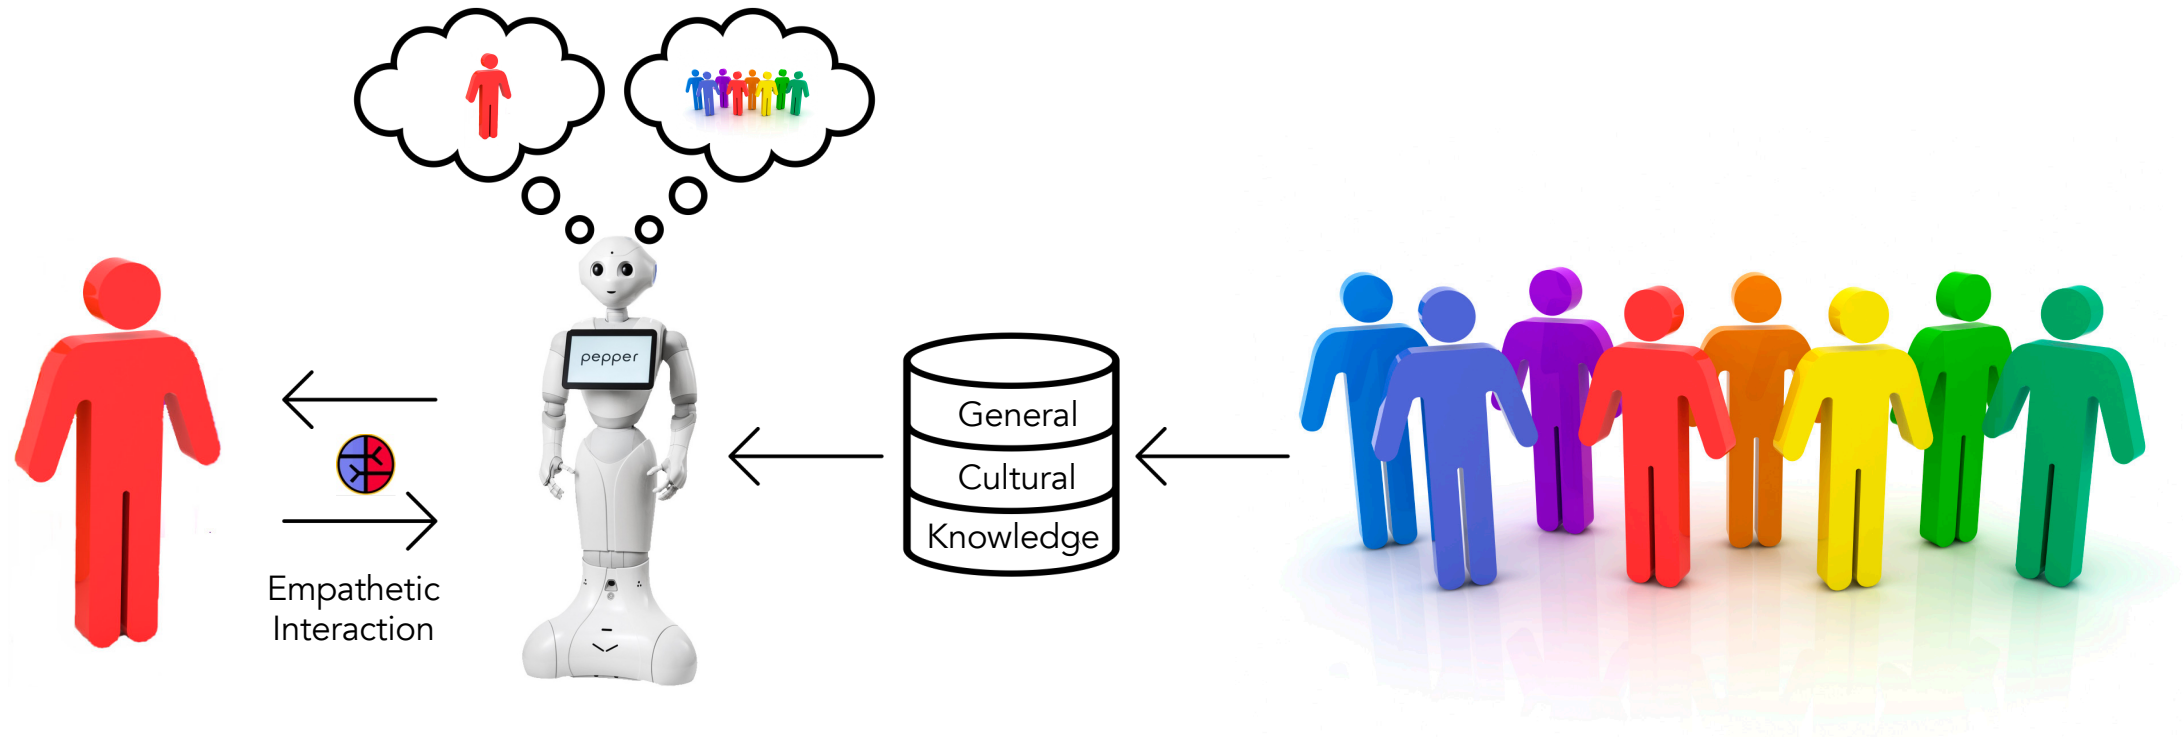 pepper
General
Cultural
Knowledge
Empathetic
Interaction